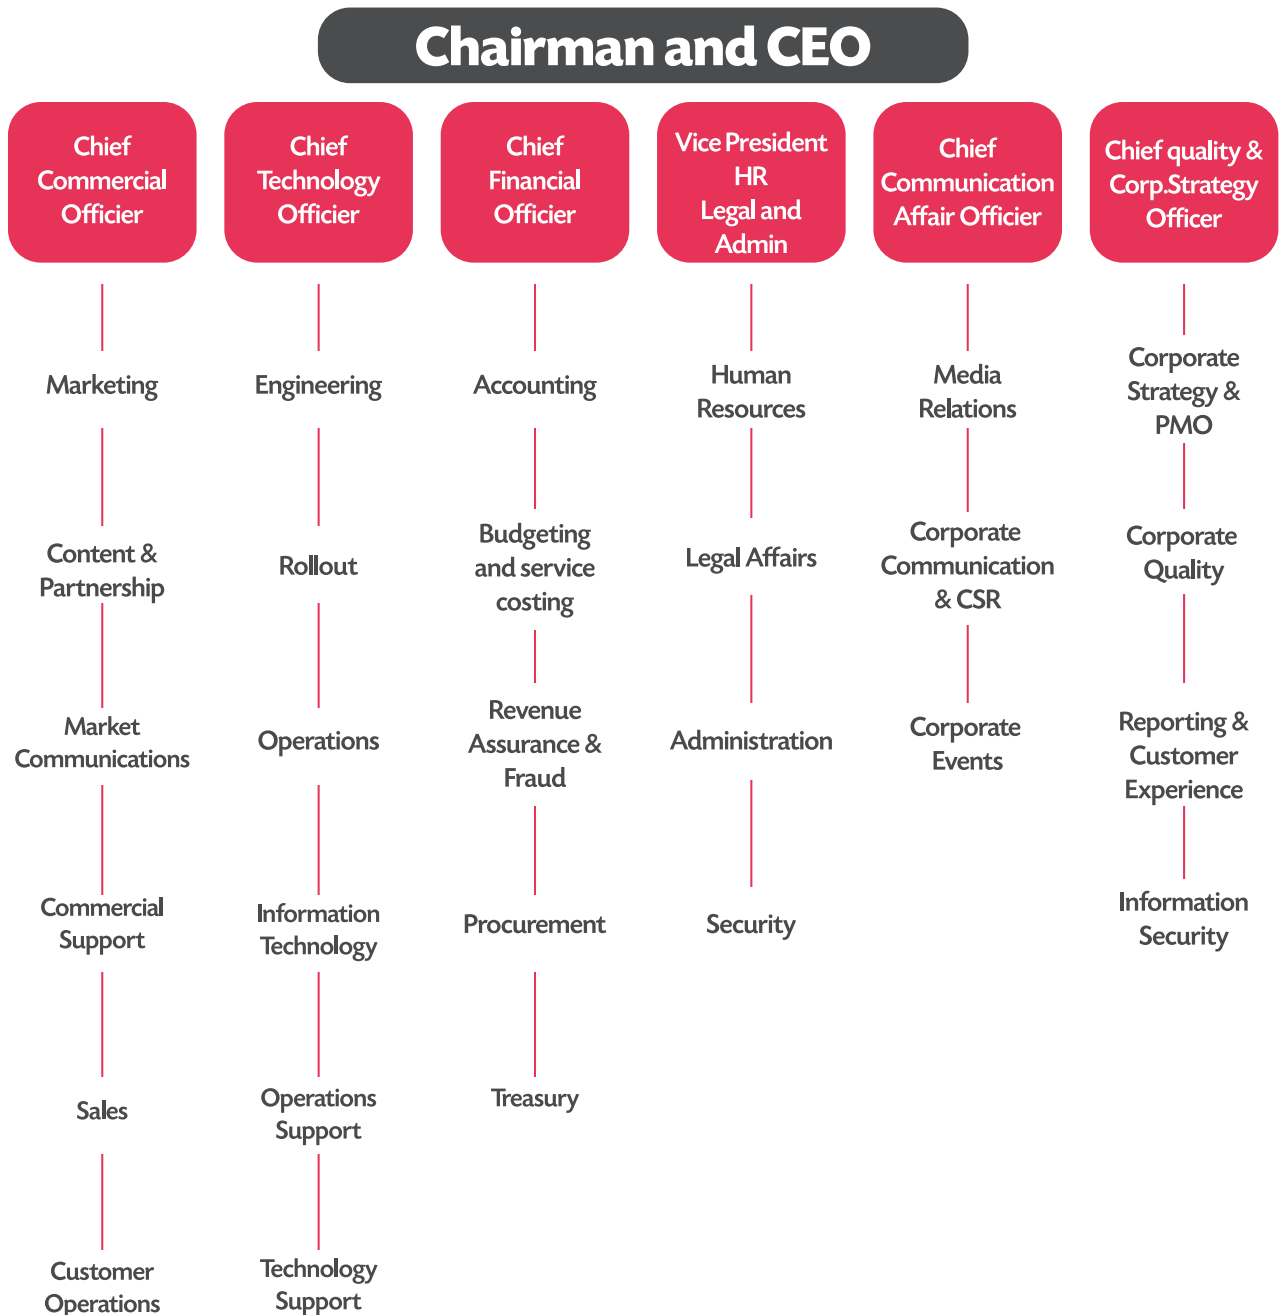 Chairman and CEO
Chief
Commercial
Officier
Chief
Technology
Officier
Chief
Financial
Officier
Vice President
HR
Legal and
Admin
Chief
Communication
Affair Officier
Chief quality &
Corp.Strategy
Officer
Marketing
Content &
Partnership
Market
Communications
Commercial
Support
Sales
Customer
Operations
Engineering
Rollout
Operations
Information
Technology
Operations
Support
Technology
Support
Accounting
Budgeting
and service
costing
Revenue
Assurance &
Fraud
Procurement
Treasury
Human
Resources
Legal Affairs
Administration
Security
Media
Relations
Corporate
Communication
& CSR
Corporate
Events
Corporate
Strategy &
PMO
Corporate
Quality
Reporting &
Customer
Experience
Information
Security